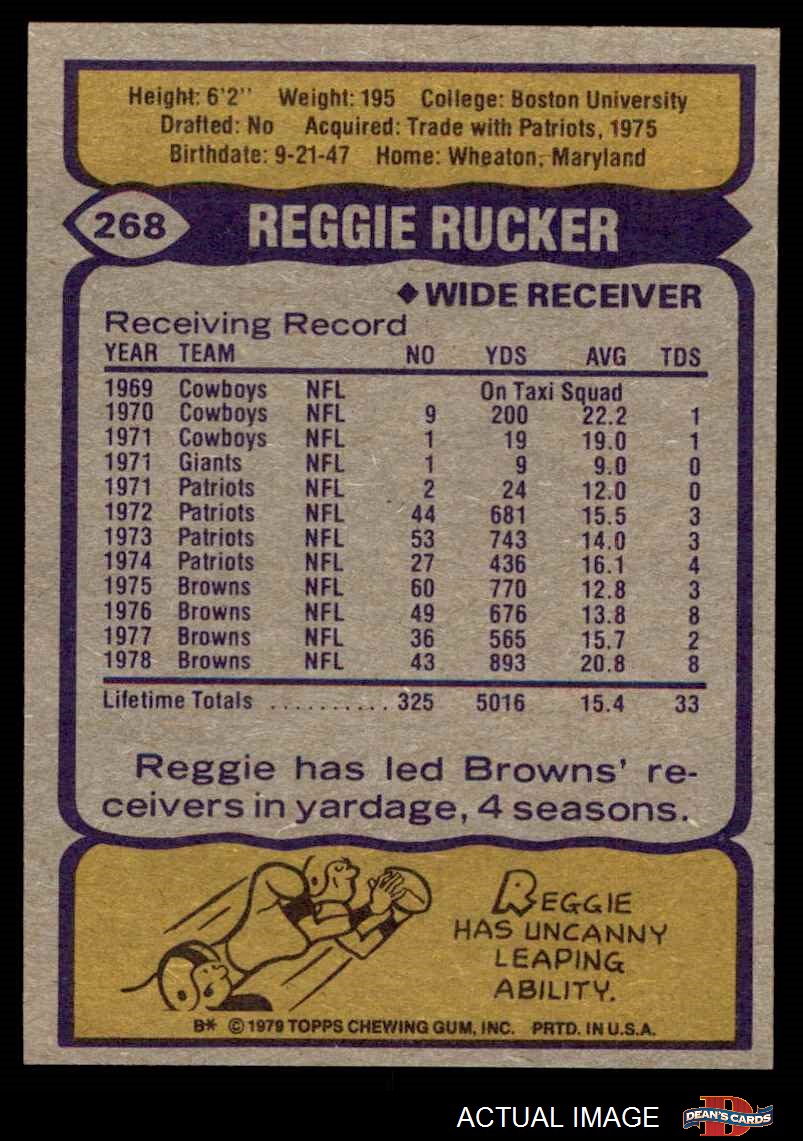 Height: 6'2" Weight: 195 College: Boston University
Drafted: No Acquired: Trade with Patriots, 1975
Birthdate: 9-21-47 Home: Wheaton, Maryland
268 REGGIE RUCKER
◆ WIDE RECEIVER
Receiving Record
YEAR TEAM NO YDS AVG TDS
1969 Cowboys NFL On Taxi Squad
1970 Cowboys NFL 9 200 22.2 1
1971 Cowboys NFL 1 19 19.0 1
1971 Giants NFL 1 9 9.0 0
1971 Patriots NFL 2 24 12.0 0
1972 Patriots NFL 44 681 15.5 3
1973 Patriots NFL 53 743 14.0 3
1974 Patriots NFL 27 436 16.1 4
1975 Browns NFL 60 770 12.8 3
1976 Browns NFL 49 676 13.8 8
1977 Browns NFL 36 565 15.7 2
1978 Browns NFL 43 893 20.8 8
Lifetime Totals .......... 325 5016 15.4 33
Reggie has led Browns' re-
ceivers in yardage, 4 seasons.
REGGIE
HAS UNCANNY
LEAPING
ABILITY.
B* © 1979 TOPPS CHEWING GUM, INC. PRTD. IN U.S.A.
ACTUAL IMAGE
D
DEAN'S CARDS